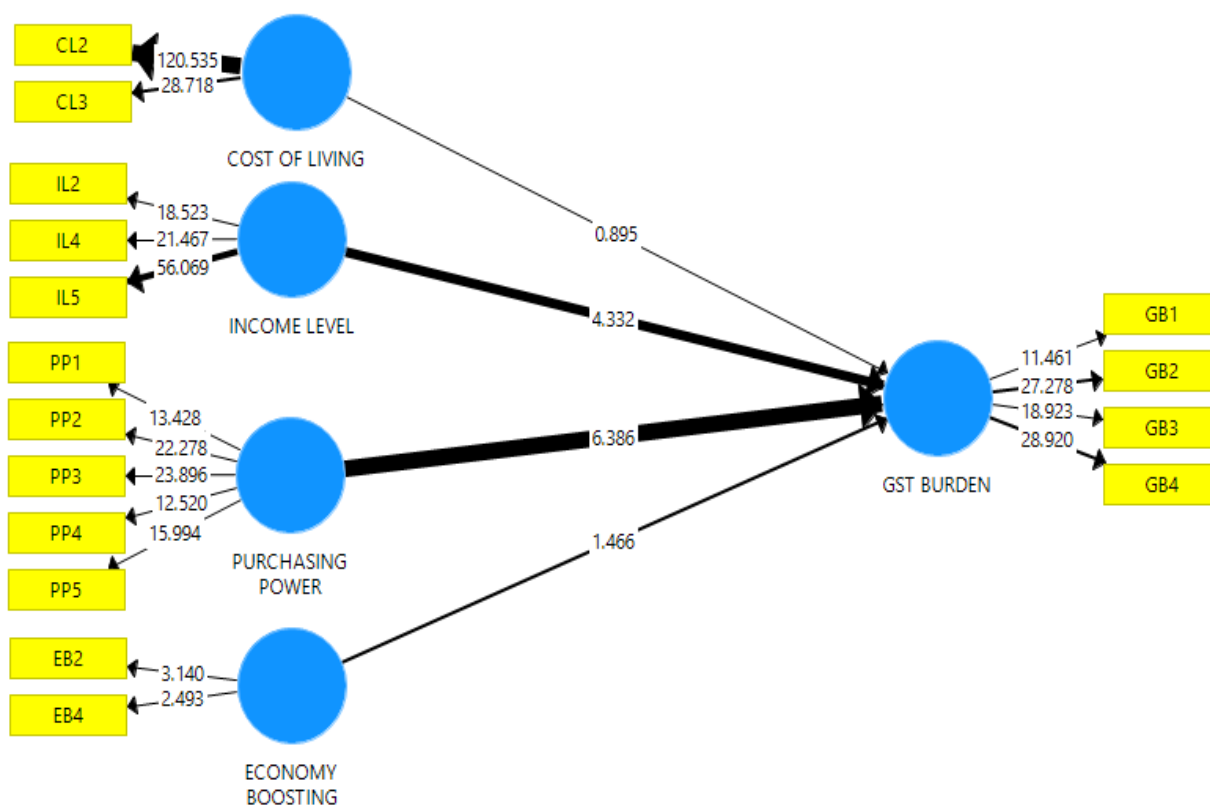 CL2
120.535
CL3
28.718
COST OF LIVING
IL2
18.523
IL4
21.467
IL5
56.069
INCOME LEVEL
PP1
13.428
PP2
22.278
PP3
23.896
PP4
12.520
PP5
15.994
PURCHASING
POWER
EB2
3.140
EB4
2.493
ECONOMY
BOOSTING
0.895
4.332
6.386
1.466
GST BURDEN
GB1
11.461
GB2
27.278
GB3
18.923
GB4
28.920